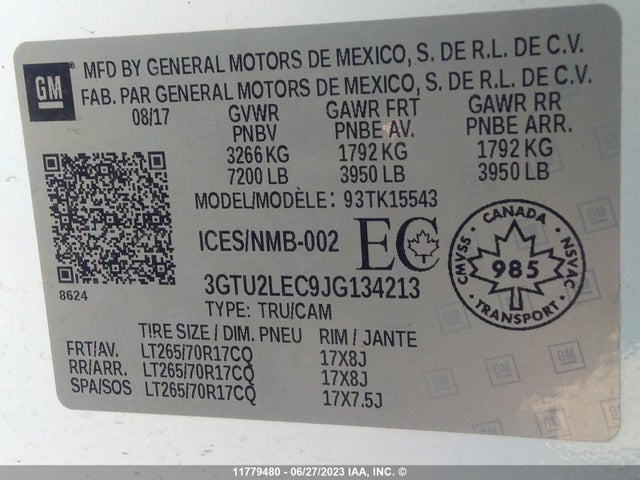 GM
MFD BY GENERAL MOTORS DE MEXICO, S. DE R.L. DE C.V.
FAB. PAR GENERAL MOTORS DE MEXICO, S. DE R.L. DE C.V.
08/17 GVWR GAWR FRT GAWR RR
PNBV PNBE AV. PNBE ARR.
3266 KG 1792 KG 1792 KG
7200 LB 3950 LB 3950 LB
MODEL/MODÈLE: 93TK15543
ICES/NMB-002 EC
CANADA
CMVSS 985 NSVAC
TRANSPORT
8624
3GTU2LEC9JG134213
TYPE: TRU/CAM
TIRE SIZE / DIM. PNEU RIM / JANTE
FRT/AV. LT265/70R17CQ 17X8J
RR/ARR. LT265/70R17CQ 17X8J
SPA/SOS LT265/70R17CQ 17X7.5J
11779480 - 06/27/2023 IAA, INC. ©